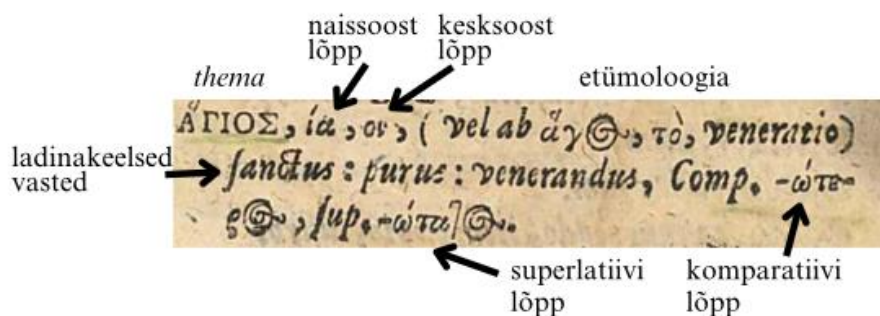 naissoost kesksoost
lõpp lõpp
thema etümoloogia
ἍΓΙΟΣ, ία, ον, ( vel ab ἅγος, τὸ, veneratio)
ladinakeelsed
vasted
sanctus : purus : venerandus, Comp. -ώτε-
ρος, sup. -ώτατος.
superlatiivi komparatiivi
lõpp lõpp